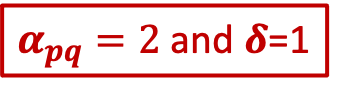 α_pq = 2 and δ=1